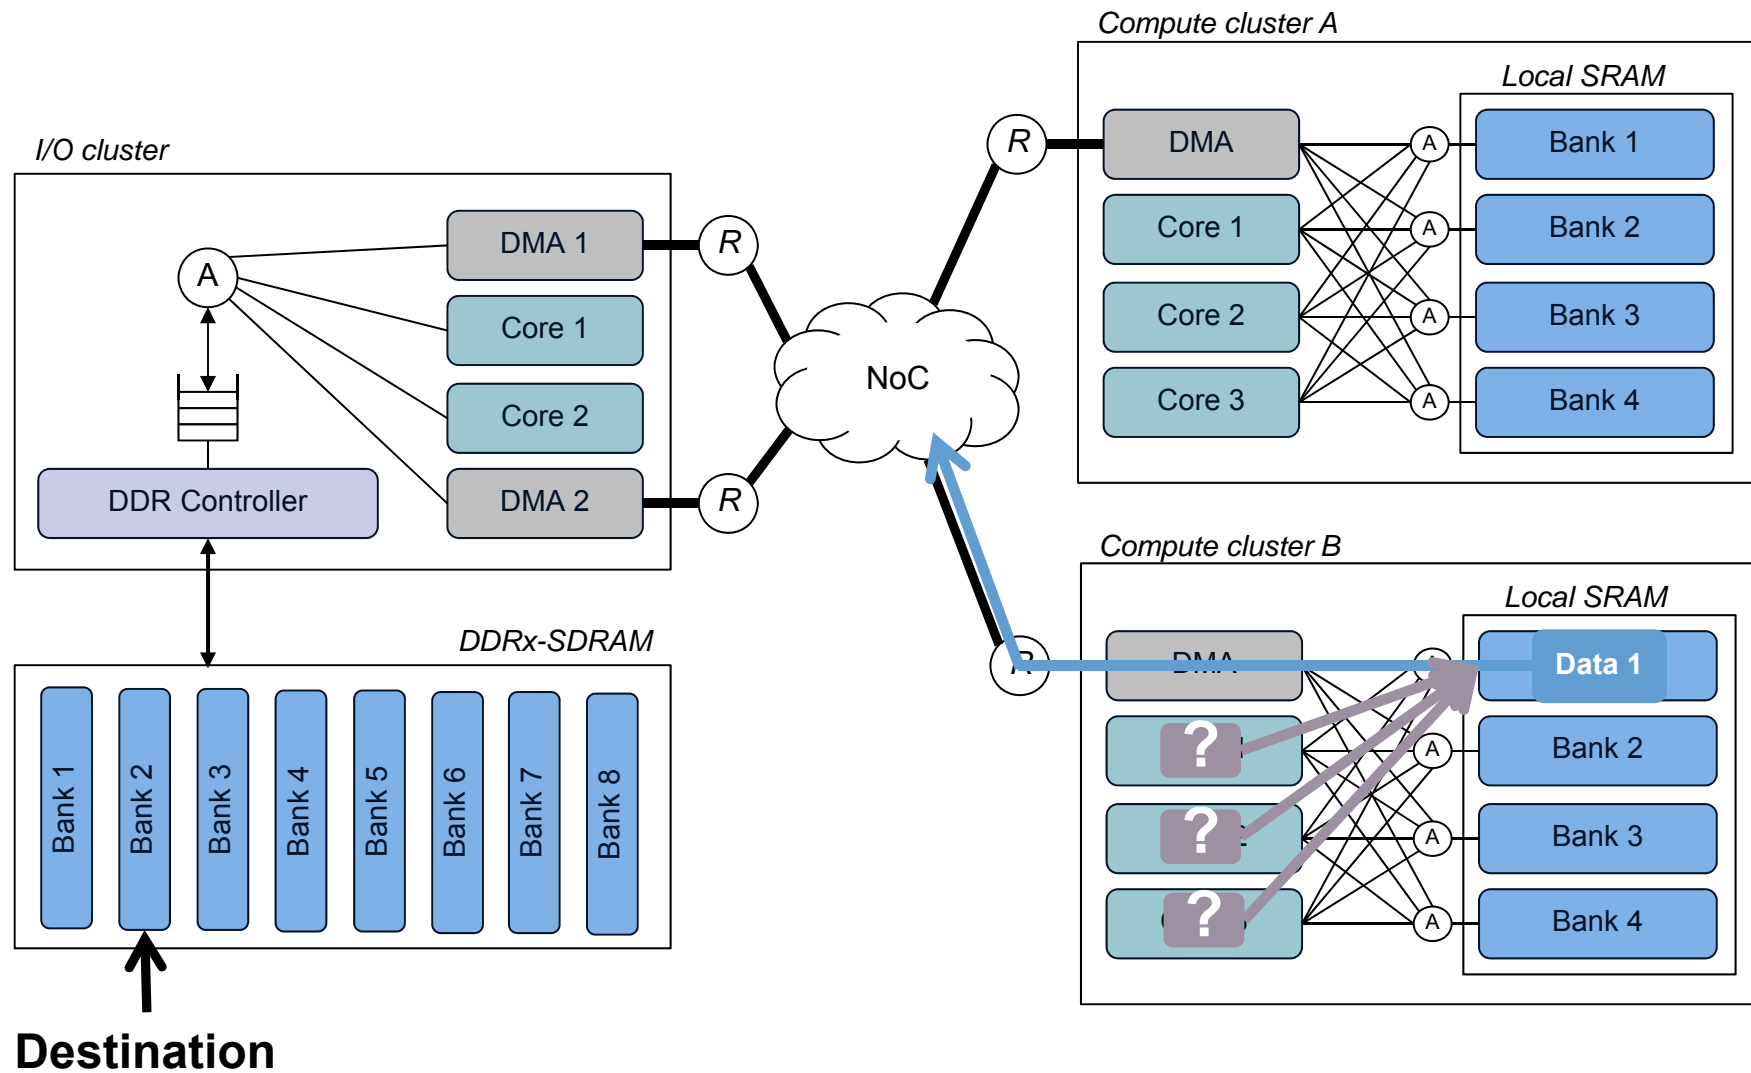 Compute cluster A
Local SRAM
DMA
Core 1
Core 2
Core 3
A
A
A
A
Bank 1
Bank 2
Bank 3
Bank 4
R
I/O cluster
A
DMA 1
Core 1
Core 2
DMA 2
DDR Controller
R
R
NoC
DDRx-SDRAM
Bank 1
Bank 2
Bank 3
Bank 4
Bank 5
Bank 6
Bank 7
Bank 8
Destination
Compute cluster B
Local SRAM
R
DMA
?
?
?
A
A
A
Data 1
Bank 2
Bank 3
Bank 4